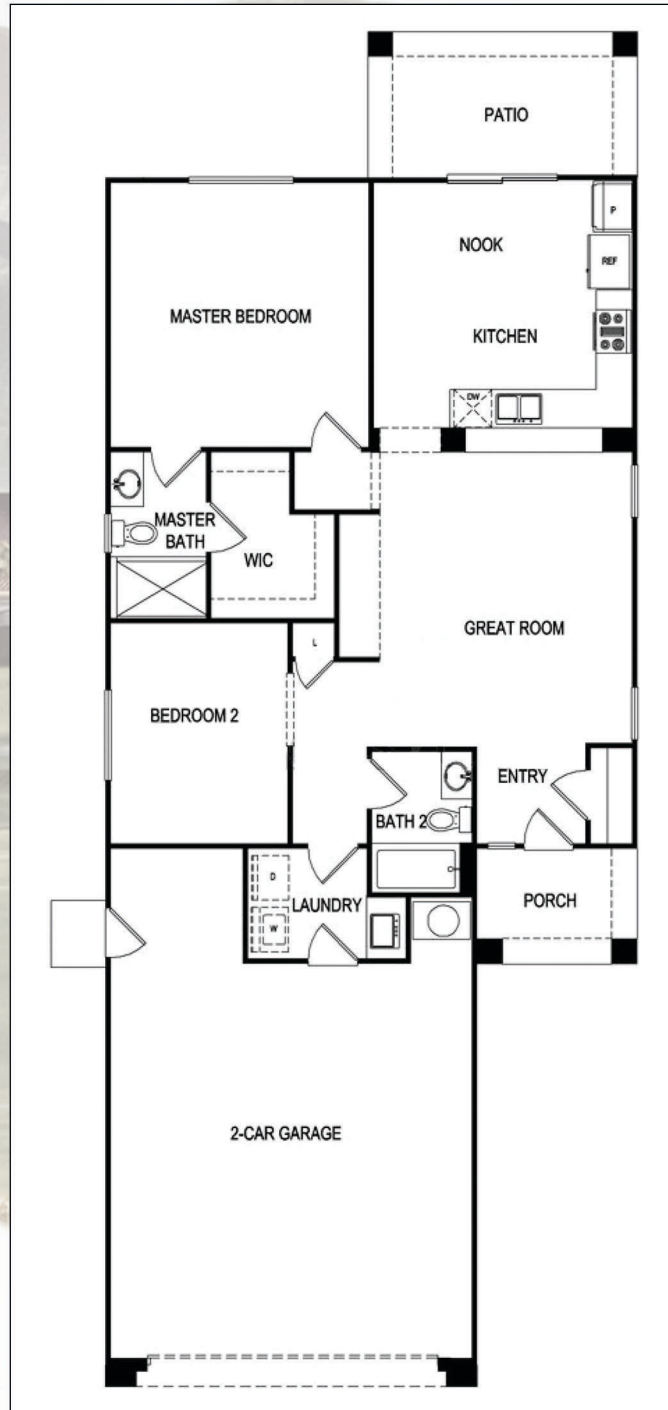 PATIO
P
NOOK
REF
MASTER BEDROOM
KITCHEN
DW
MASTER
BATH
WIC
GREAT ROOM
L
BEDROOM 2
ENTRY
BATH 2
D
LAUNDRY
W
PORCH
2-CAR GARAGE